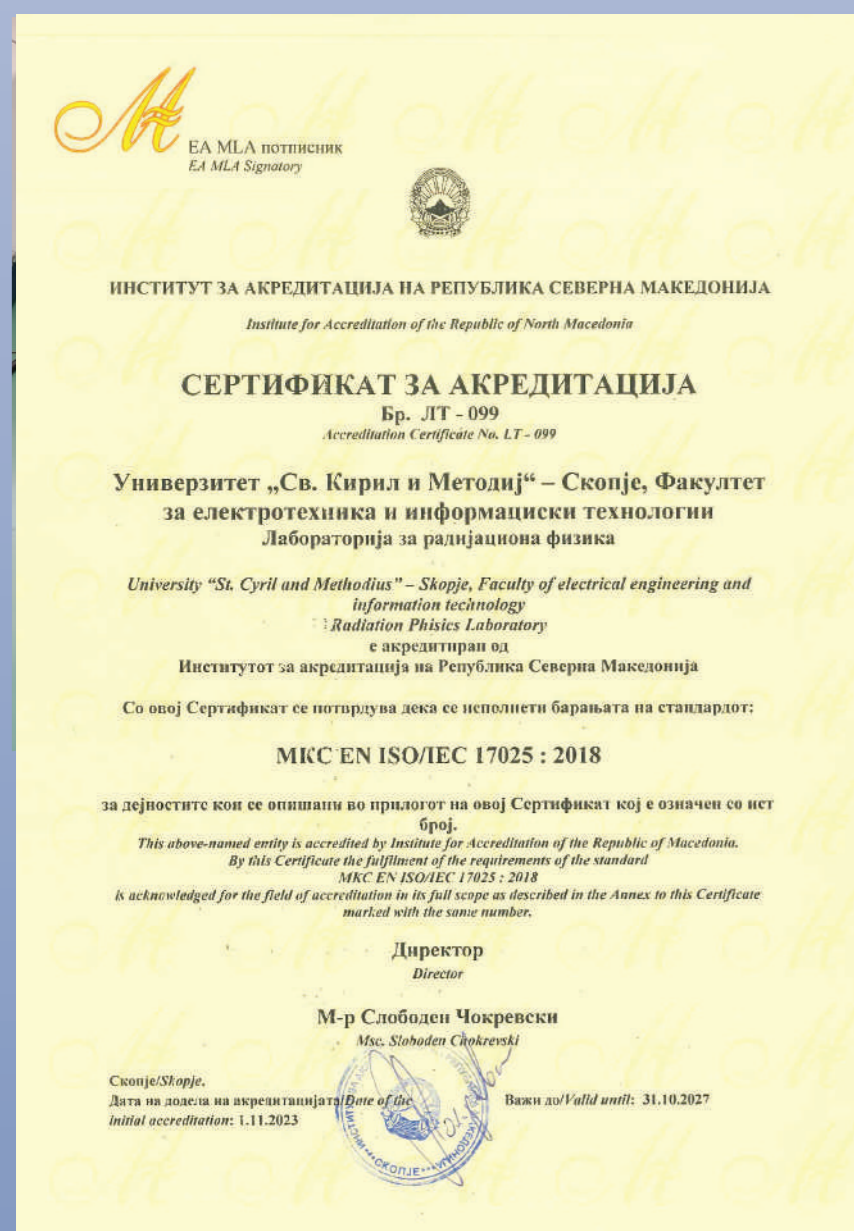 ЕА MLA потписник
EA MLA Signatory
ИНСТИТУТ ЗА АКРЕДИТАЦИЈА НА РЕПУБЛИКА СЕВЕРНА МАКЕДОНИЈА
Institute for Accreditation of the Republic of North Macedonia
СЕРТИФИКАТ ЗА АКРЕДИТАЦИЈА
Бр. ЛТ - 099
Accreditation Certificate No. LT - 099
Универзитет „Св. Кирил и Методиј“ – Скопје, Факултет
за електротехника и информациски технологии
Лабораторија за радијациона физика
University “St. Cyril and Methodius” – Skopje, Faculty of electrical engineering and
information technology
Radiation Phisics Laboratory
е акредитиран од
Институтот за акредитација на Република Северна Македонија
Со овој Сертификат се потврдува дека се исполнети барањата на стандардот:
МКС EN ISO/IEC 17025 : 2018
за дејностите кои се опишани во прилогот на овој Сертификат кој е означен со ист
број.
This above-named entity is accredited by Institute for Accreditation of the Republic of Macedonia.
By this Certificate the fulfilment of the requirements of the standard
МКС EN ISO/IEC 17025 : 2018
is acknowledged for the field of accreditation in its full scope as described in the Annex to this Certificate
marked with the same number.
Директор
Director
М-р Слободен Чокревски
Msc. Sloboden Chokrevski
Скопје/Skopje,
Дата на додела на акредитацијата/Date of the
initial accreditation: 1.11.2023
Важи до/Valid until: 31.10.2027
СКОПЈЕ